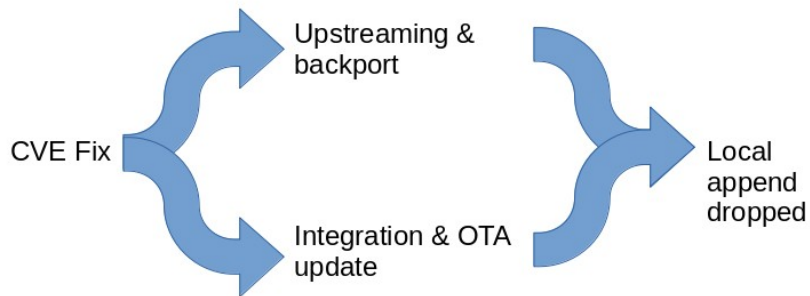 CVE Fix
Upstreaming &
backport
Integration & OTA
update
Local
append
dropped